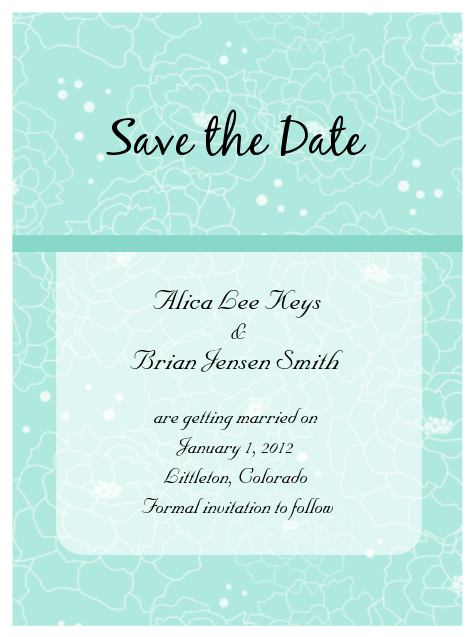 Save the Date
Alica Lee Keys
&
Brian Jensen Smith
are getting married on
January 1, 2012
Littleton, Colorado
Formal invitation to follow